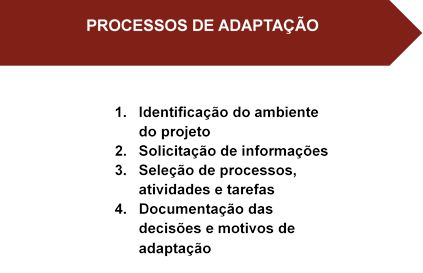 PROCESSOS DE ADAPTAÇÃO
1. Identificação do ambiente
do projeto
2. Solicitação de informações
3. Seleção de processos,
atividades e tarefas
4. Documentação das
decisões e motivos de
adaptação